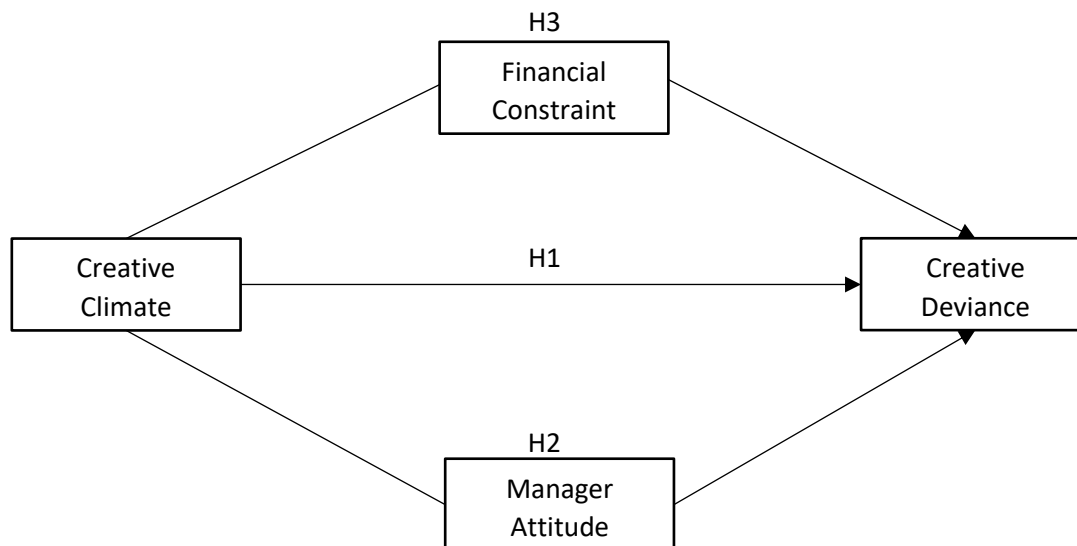 H3
Financial
Constraint
Creative
Climate
H1
Creative
Deviance
H2
Manager
Attitude